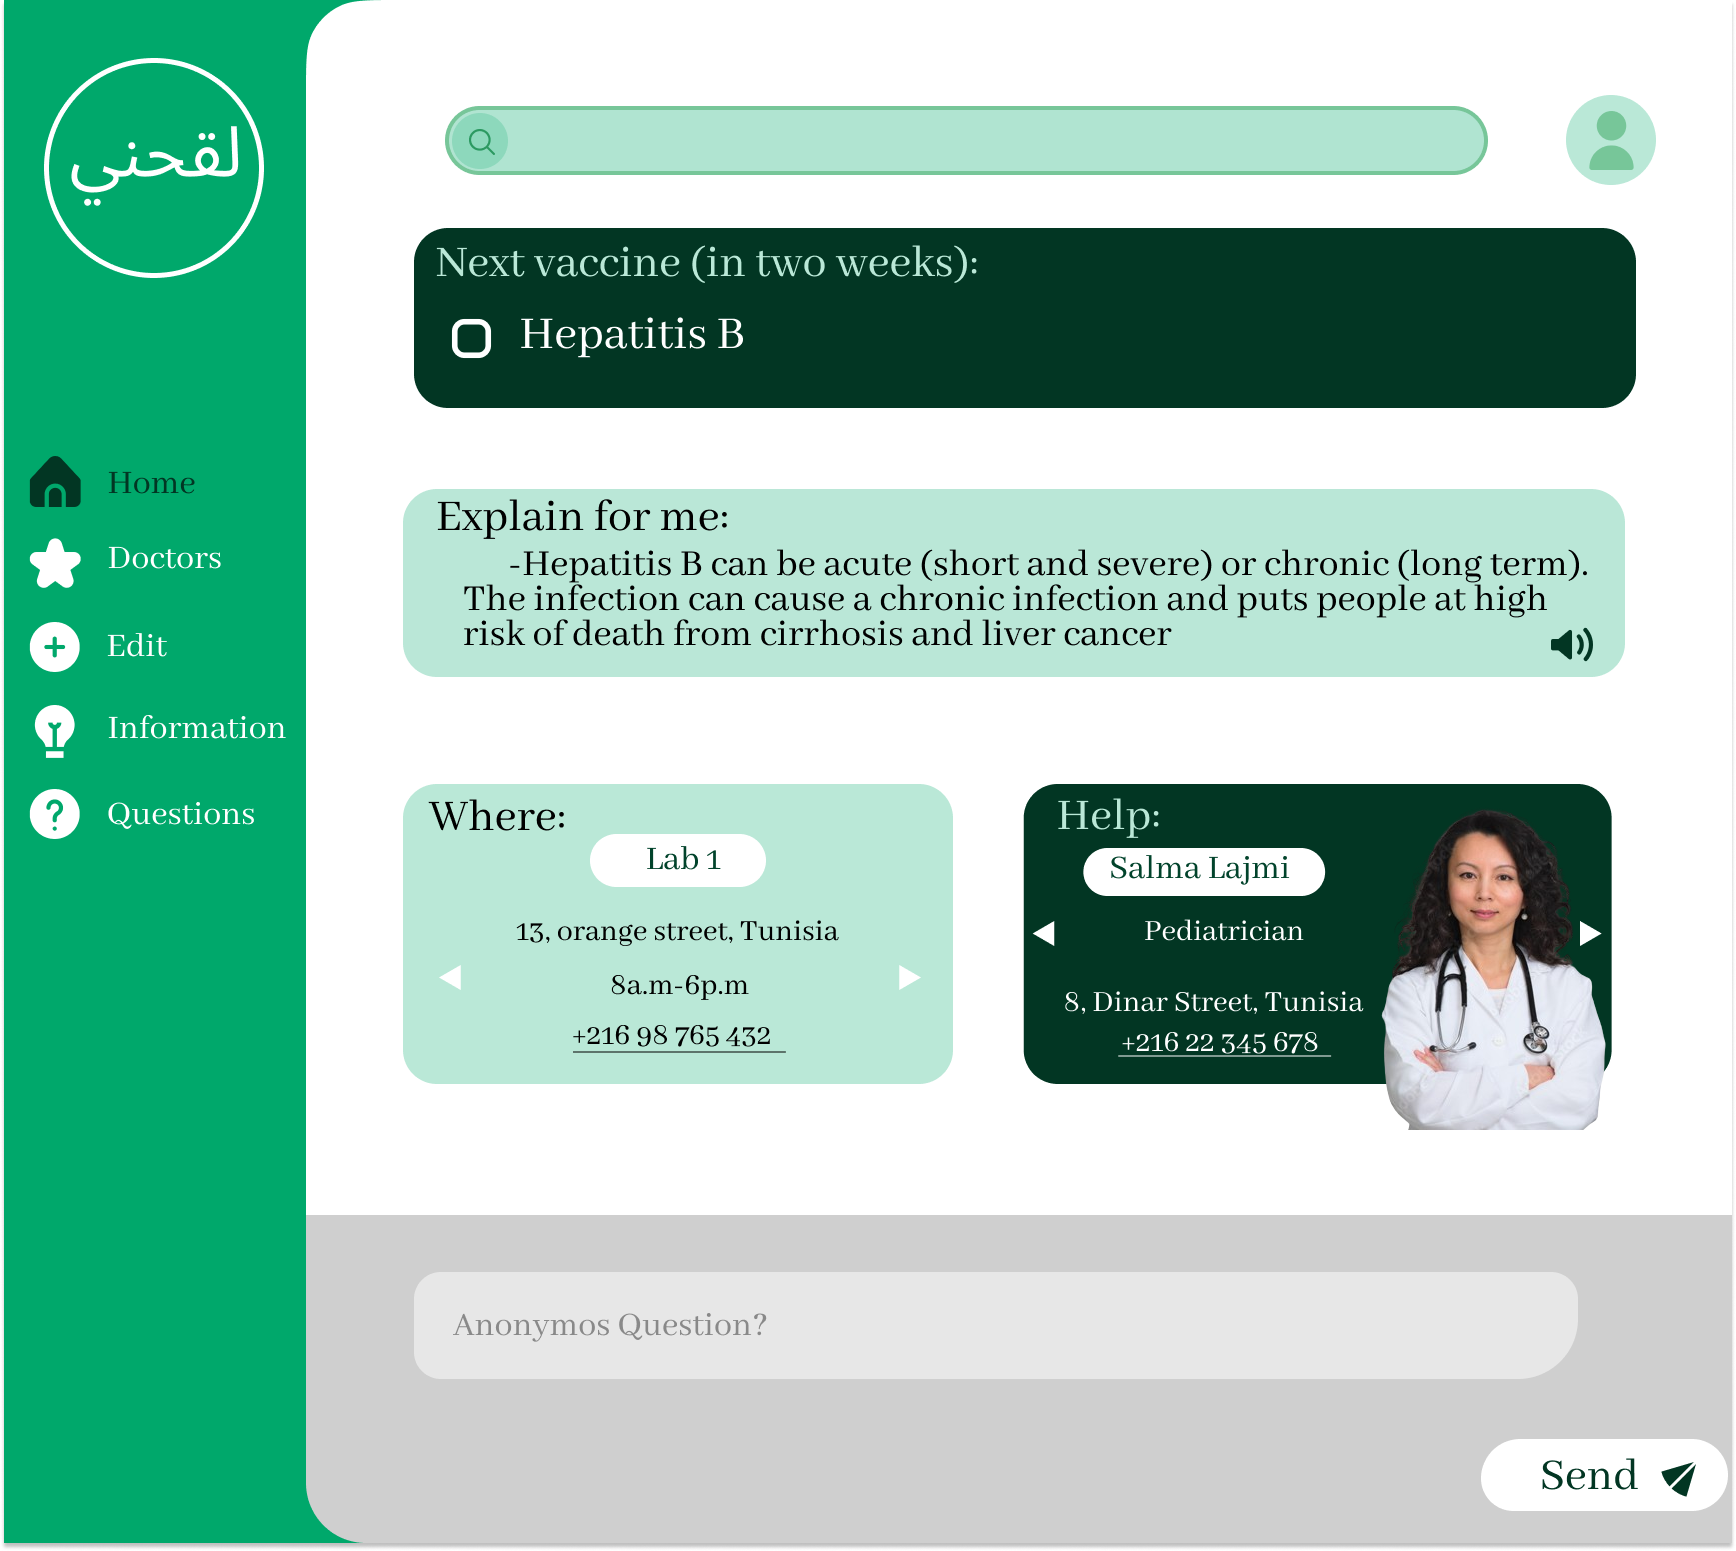 لقحني
Home
Doctors
Edit
Information
Questions
Next vaccine (in two weeks):
Hepatitis B
Explain for me:
-Hepatitis B can be acute (short and severe) or chronic (long term).
The infection can cause a chronic infection and puts people at high
risk of death from cirrhosis and liver cancer
Where:
Lab 1
13, orange street, Tunisia
8a.m-6p.m
+216 98 765 432
Help:
Salma Lajmi
Pediatrician
8, Dinar Street, Tunisia
+216 22 345 678
Anonymos Question?
Send